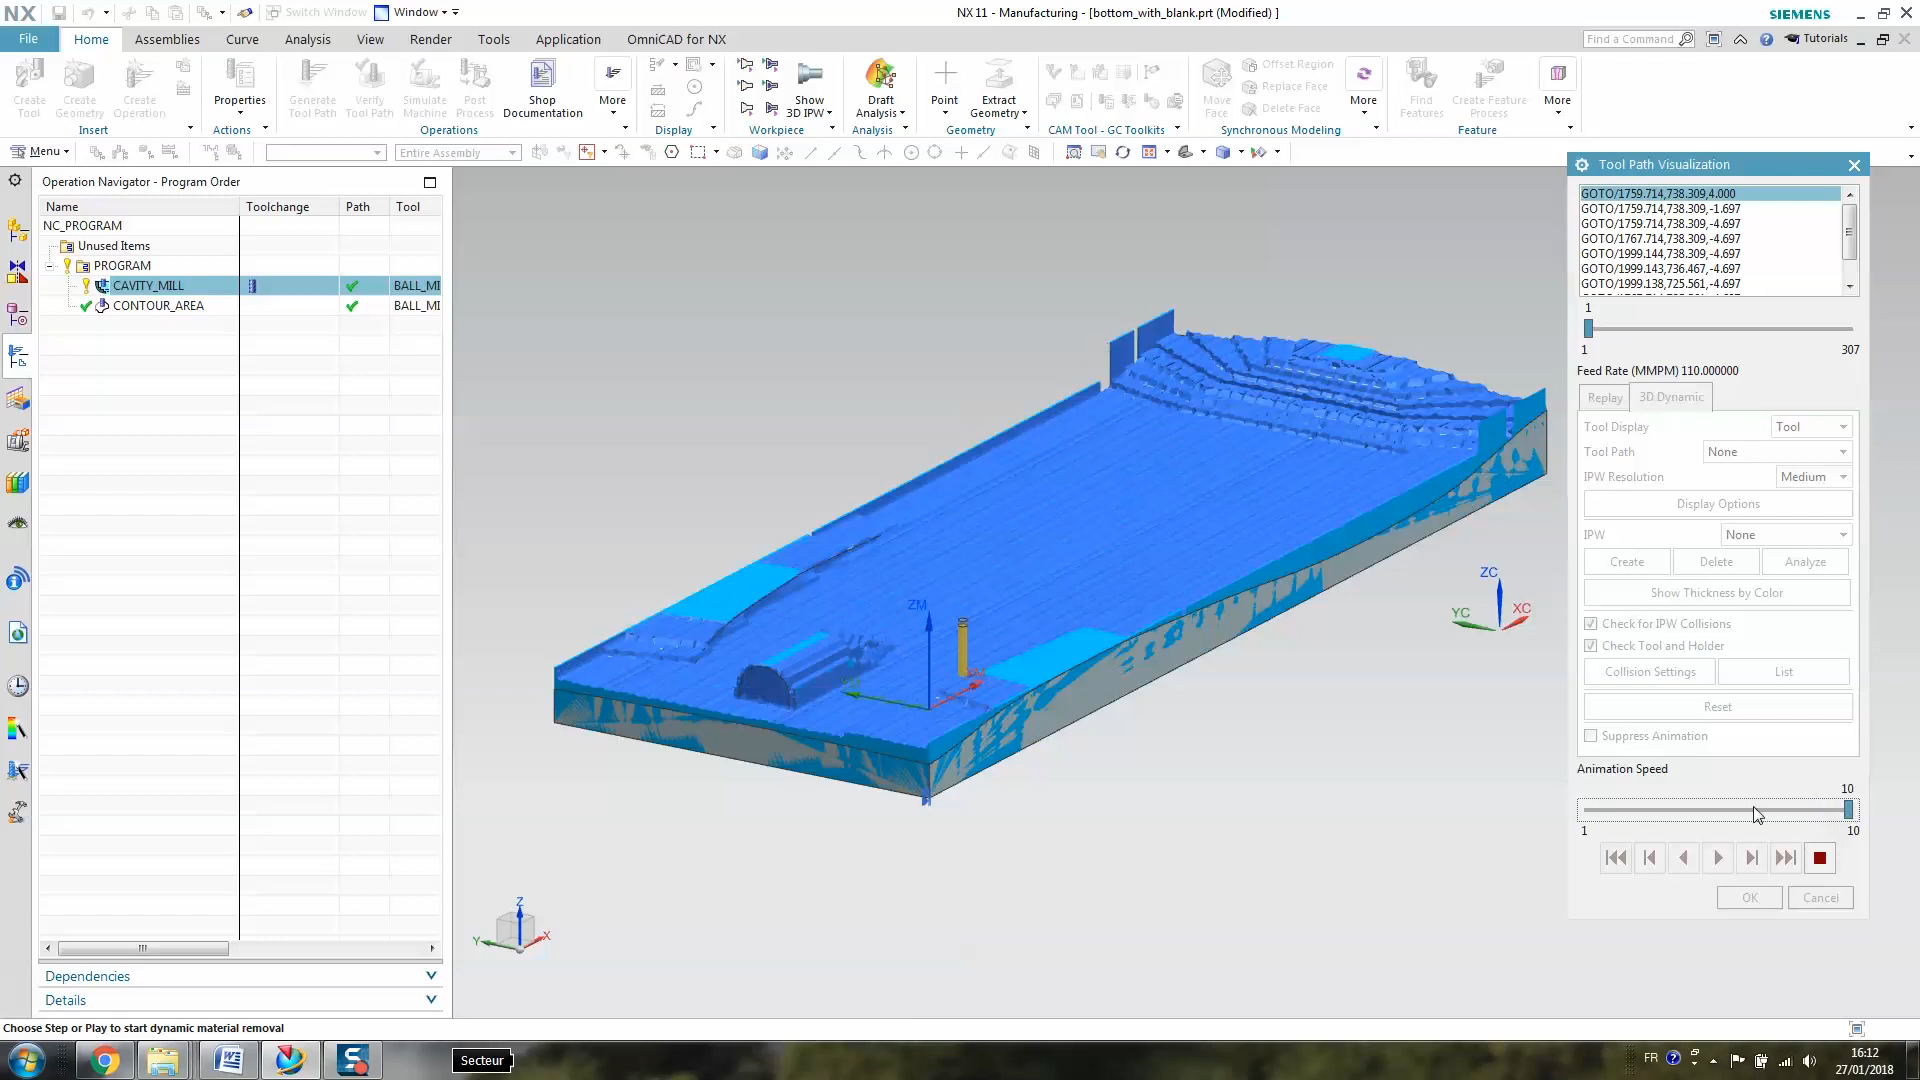 NX
Switch Window
Window
NX 11 - Manufacturing - [bottom_with_blank.prt (Modified) ]
SIEMENS
File
Home
Assemblies
Curve
Analysis
View
Render
Tools
Application
OmniCAD for NX
Find a Command
Tutorials
Create Tool
Create Geometry
Create Operation
Properties
Generate Tool Path
Verify Tool Path
Simulate Machine
Post Process
Shop Documentation
More
Show 3D IPW
Draft Analysis
Point
Extract Geometry
Move Face
Offset Region
Replace Face
Delete Face
More
Find Features
Create Feature Process
More
Insert
Actions
Operations
Display
Workpiece
Analysis
Geometry
CAM Tool - GC Toolkits
Synchronous Modeling
Feature
Menu
Entire Assembly
Operation Navigator - Program Order
Name
Toolchange
Path
Tool
NC_PROGRAM
Unused Items
PROGRAM
CAVITY_MILL
BALL_MI
CONTOUR_AREA
BALL_MI
Dependencies
Details
ZM
XM
YM
ZC
YC
XC
Z
Y
X
Tool Path Visualization
GOTO/1759.714,738.309,4.000
GOTO/1759.714,738.309,-1.697
GOTO/1759.714,738.309,-4.697
GOTO/1767.714,738.309,-4.697
GOTO/1999.144,738.309,-4.697
GOTO/1999.143,736.467,-4.697
GOTO/1999.138,725.561,-4.697
1
1
307
Feed Rate (MMPM) 110.000000
Replay
3D Dynamic
Tool Display
Tool
Tool Path
None
IPW Resolution
Medium
Display Options
IPW
None
Create
Delete
Analyze
Show Thickness by Color
Check for IPW Collisions
Check Tool and Holder
Collision Settings
List
Reset
Suppress Animation
Animation Speed
10
1
10
OK
Cancel
Choose Step or Play to start dynamic material removal
Secteur
FR
16:12
27/01/2018